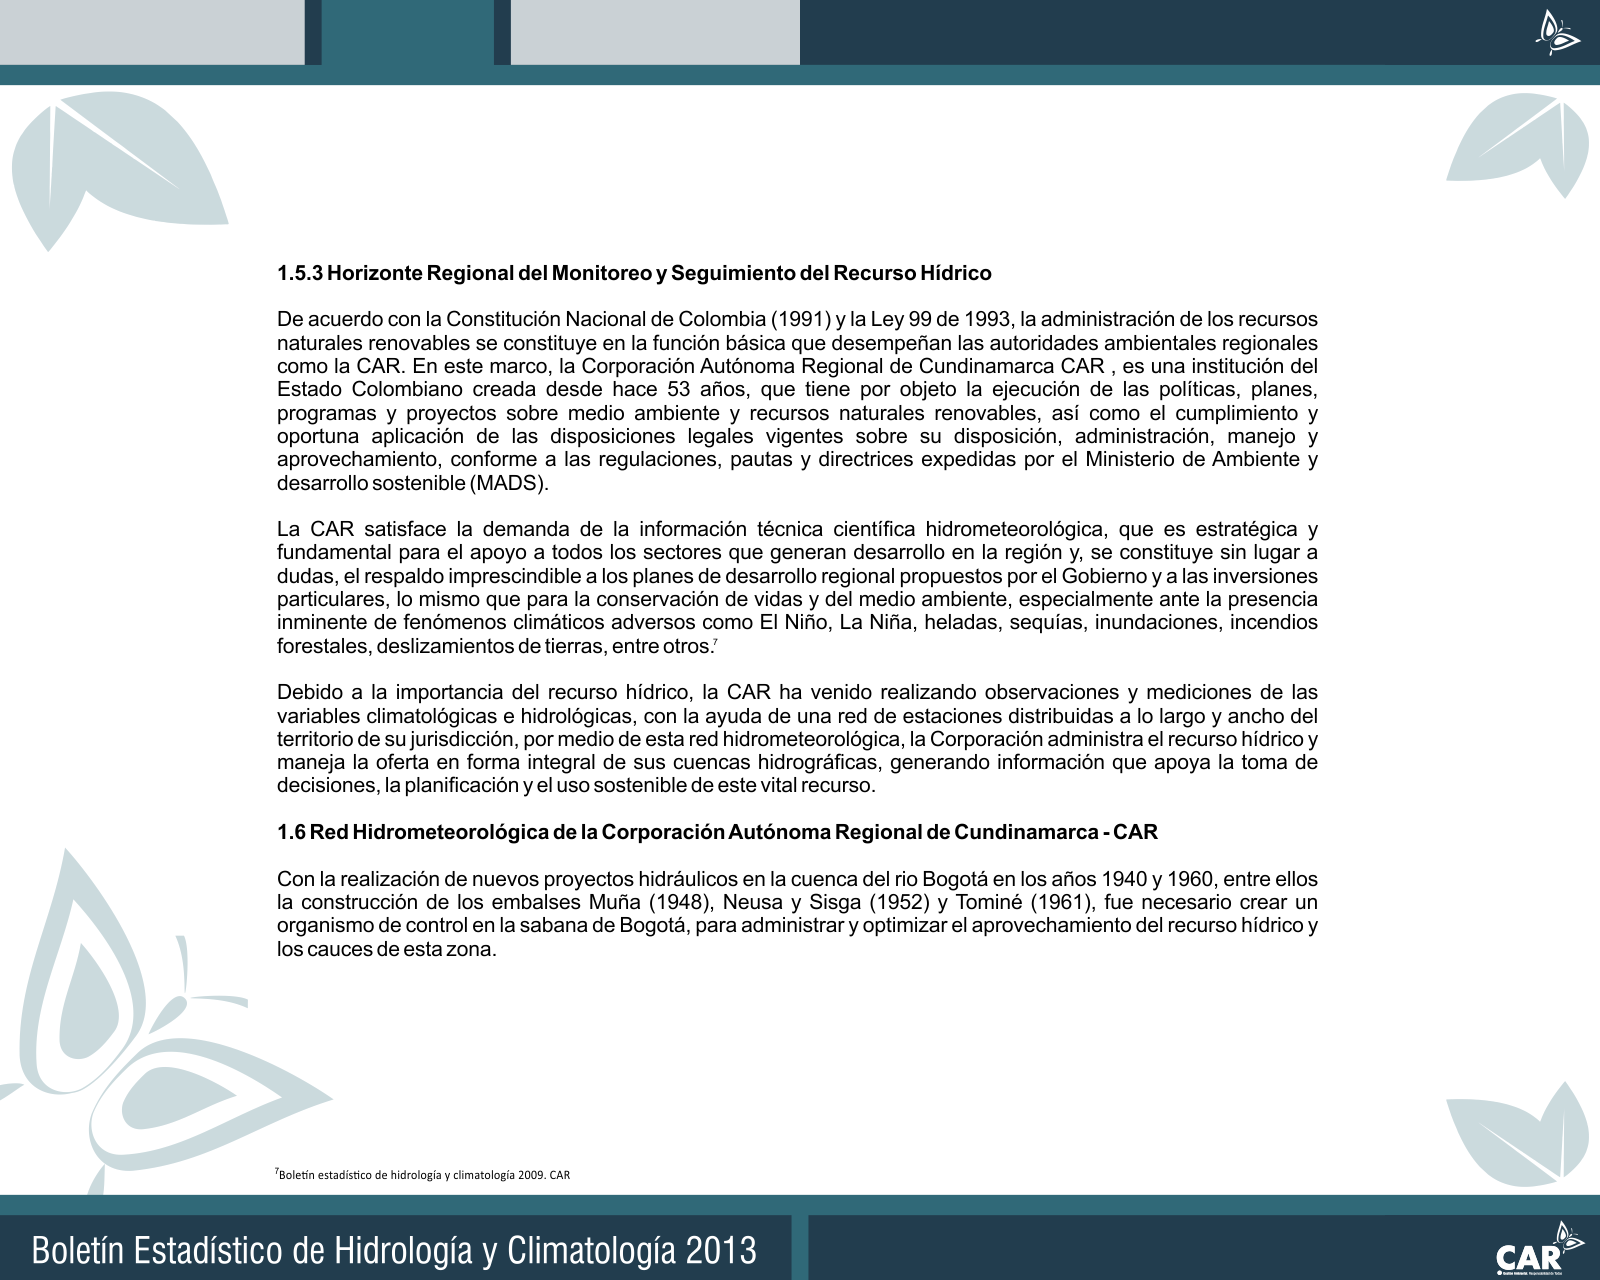 1.5.3 Horizonte Regional del Monitoreo y Seguimiento del Recurso Hídrico
De acuerdo con la Constitución Nacional de Colombia (1991) y la Ley 99 de 1993, la administración de los recursos
naturales renovables se constituye en la función básica que desempeñan las autoridades ambientales regionales
como la CAR. En este marco, la Corporación Autónoma Regional de Cundinamarca CAR , es una institución del
Estado Colombiano creada desde hace 53 años, que tiene por objeto la ejecución de las políticas, planes,
programas y proyectos sobre medio ambiente y recursos naturales renovables, así como el cumplimiento y
oportuna aplicación de las disposiciones legales vigentes sobre su disposición, administración, manejo y
aprovechamiento, conforme a las regulaciones, pautas y directrices expedidas por el Ministerio de Ambiente y
desarrollo sostenible (MADS).
La CAR satisface la demanda de la información técnica científica hidrometeorológica, que es estratégica y
fundamental para el apoyo a todos los sectores que generan desarrollo en la región y, se constituye sin lugar a
dudas, el respaldo imprescindible a los planes de desarrollo regional propuestos por el Gobierno y a las inversiones
particulares, lo mismo que para la conservación de vidas y del medio ambiente, especialmente ante la presencia
inminente de fenómenos climáticos adversos como El Niño, La Niña, heladas, sequías, inundaciones, incendios
forestales, deslizamientos de tierras, entre otros.7
Debido a la importancia del recurso hídrico, la CAR ha venido realizando observaciones y mediciones de las
variables climatológicas e hidrológicas, con la ayuda de una red de estaciones distribuidas a lo largo y ancho del
territorio de su jurisdicción, por medio de esta red hidrometeorológica, la Corporación administra el recurso hídrico y
maneja la oferta en forma integral de sus cuencas hidrográficas, generando información que apoya la toma de
decisiones, la planificación y el uso sostenible de este vital recurso.
1.6 Red Hidrometeorológica de la Corporación Autónoma Regional de Cundinamarca - CAR
Con la realización de nuevos proyectos hidráulicos en la cuenca del rio Bogotá en los años 1940 y 1960, entre ellos
la construcción de los embalses Muña (1948), Neusa y Sisga (1952) y Tominé (1961), fue necesario crear un
organismo de control en la sabana de Bogotá, para administrar y optimizar el aprovechamiento del recurso hídrico y
los cauces de esta zona.
7Boletín estadístico de hidrología y climatología 2009. CAR
Boletín Estadístico de Hidrología y Climatología 2013
CAR